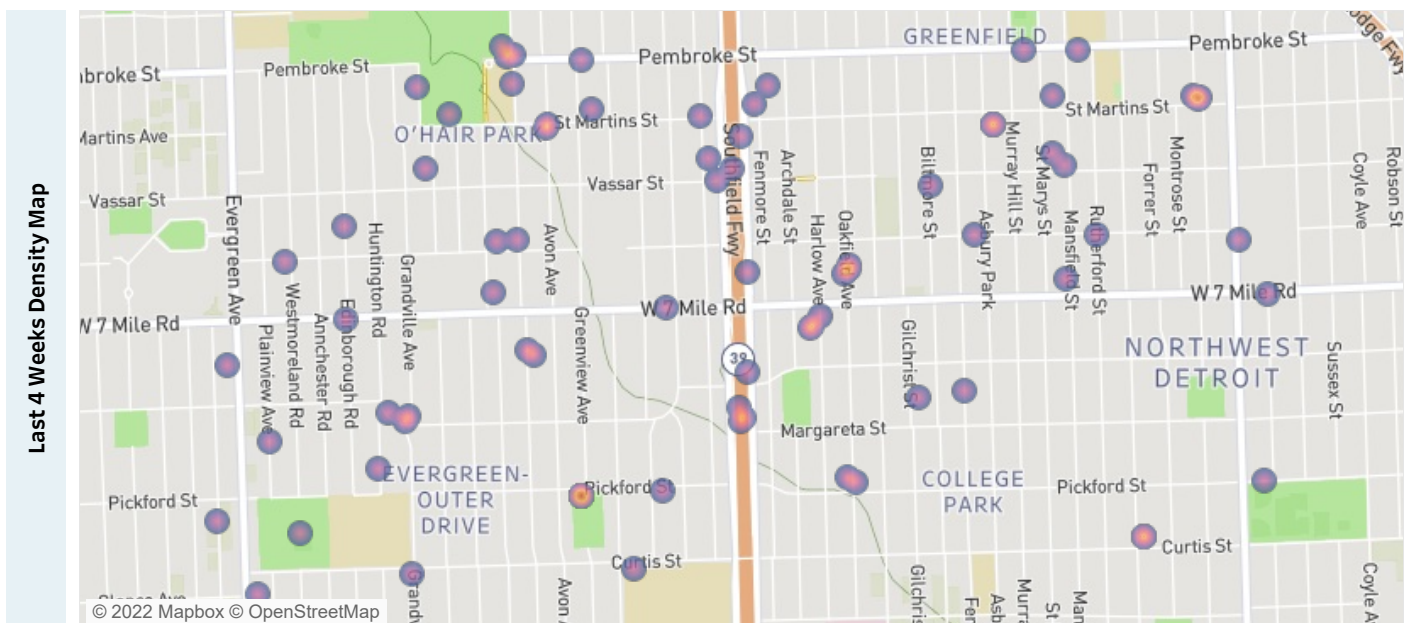 Last 4 Weeks Density Map
GREENFIELD
Pembroke St
Pembroke St
Pembroke St
St Martins St
St Martins St
O'HAIR PARK
Vassar St
Vassar St
Southfield Fwy
Fenmore St
Archdale St
Harlow Ave
Oakfield Ave
Biltmore St
Asbury Park
Murray Hill St
St Marys St
Mansfield St
Rutherford St
Forrer St
Montrose St
Coyle Ave
Robson St
Evergreen Ave
Huntington Rd
Grandville Ave
Avon Ave
W 7 Mile Rd
W 7 Mile Rd
W 7 Mile Rd
39
Plainview Ave
Westmoreland Rd
Annchester Rd
Edinborough Rd
Greenview Ave
Gilchrist St
NORTHWEST
DETROIT
Sussex St
Margareta St
EVERGREEN-
OUTER
DRIVE
COLLEGE
PARK
Pickford St
Pickford St
Pickford St
Curtis St
Curtis St
© 2022 Mapbox © OpenStreetMap